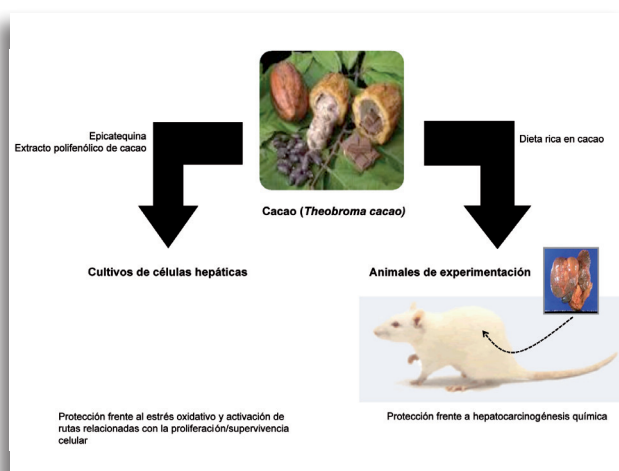 Epicatequina
Extracto polifenólico de cacao
Dieta rica en cacao
Cacao (Theobroma cacao)
Cultivos de células hepáticas
Animales de experimentación
Protección frente al estrés oxidativo y activación de
rutas relacionadas con la proliferación/supervivencia
celular
Protección frente a hepatocarcinogénesis química